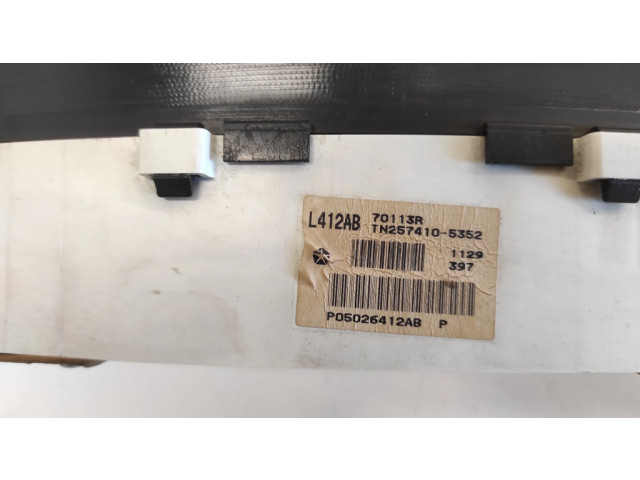 L412AB 70113R
TN257410-5352
1129
397
P05026412AB P